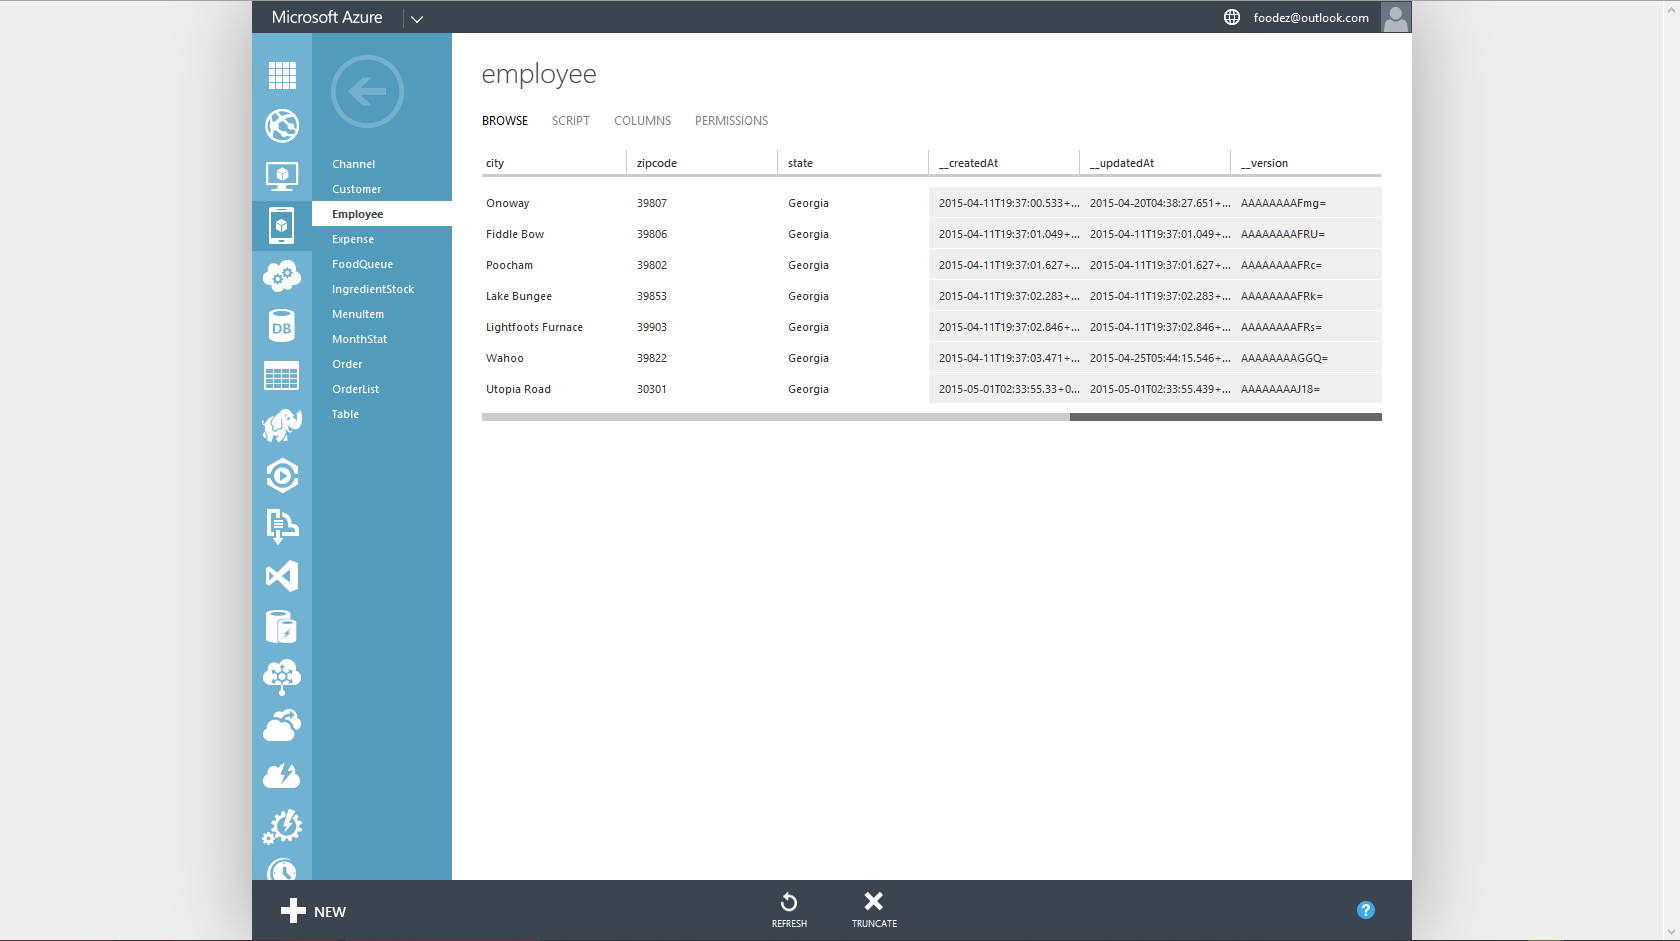 Microsoft Azure
foodez@outlook.com
Channel
Customer
Employee
Expense
FoodQueue
IngredientStock
MenuItem
MonthStat
Order
OrderList
Table
DB
employee
BROWSE SCRIPT COLUMNS PERMISSIONS
city zipcode state __createdAt __updatedAt __version
Onoway 39807 Georgia 2015-04-11T19:37:00.533+... 2015-04-20T04:38:27.651+... AAAAAAAAFmg=
Fiddle Bow 39806 Georgia 2015-04-11T19:37:01.049+... 2015-04-11T19:37:01.049+... AAAAAAAAFRU=
Poocham 39802 Georgia 2015-04-11T19:37:01.627+... 2015-04-11T19:37:01.627+... AAAAAAAAFRc=
Lake Bungee 39853 Georgia 2015-04-11T19:37:02.283+... 2015-04-11T19:37:02.283+... AAAAAAAAFRk=
Lightfoots Furnace 39903 Georgia 2015-04-11T19:37:02.846+... 2015-04-11T19:37:02.846+... AAAAAAAAFRs=
Wahoo 39822 Georgia 2015-04-11T19:37:03.471+... 2015-04-25T05:44:15.546+... AAAAAAAAGGQ=
Utopia Road 30301 Georgia 2015-05-01T02:33:55.33+0... 2015-05-01T02:33:55.439+... AAAAAAAAJ18=
NEW
REFRESH
TRUNCATE
?